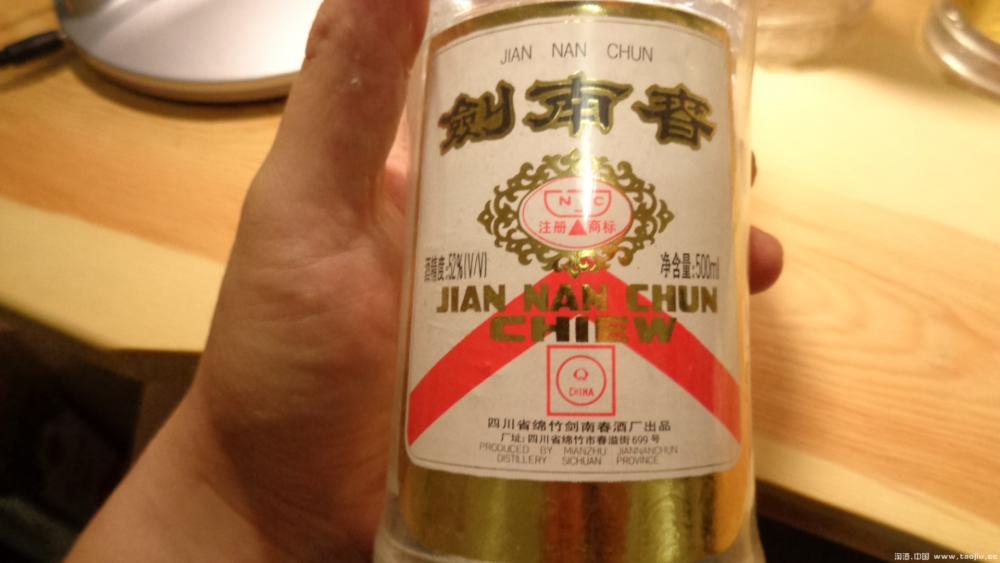 JIAN NAN CHUN
劍南春
N J C
注册 商标
酒精度:52%(V/V)
净含量:500ml
JIAN NAN CHUN
CHIEW
Q
CHINA
四川省绵竹剑南春酒厂出品
厂址:四川省绵竹市春溢街699号
PRODUCED BY MIANZHU JIANNANCHUN
DISTILLERY SICHUAN PROVINCE
淘酒.中国 www.taojiu.cc